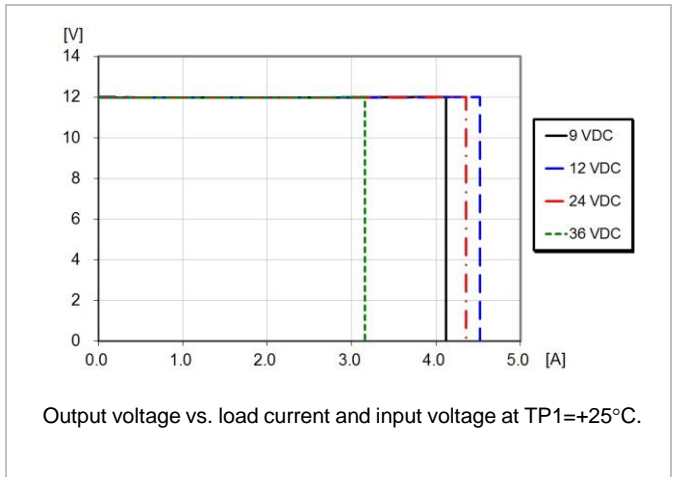 [V]
14
12
10
8
6
4
2
0
0.0 1.0 2.0 3.0 4.0 5.0 [A]
9 VDC
12 VDC
24 VDC
36 VDC
Output voltage vs. load current and input voltage at TP1=+25°C.